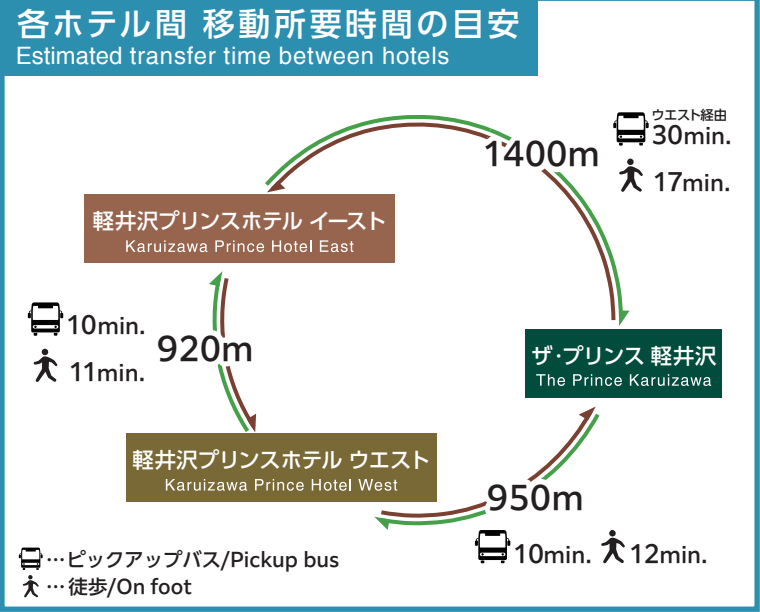 各ホテル間 移動所要時間の目安
Estimated transfer time between hotels
ウエスト経由
30min.
1400m
17min.
軽井沢プリンスホテル イースト
Karuizawa Prince Hotel East
10min.
920m
11min.
ザ・プリンス 軽井沢
The Prince Karuizawa
軽井沢プリンスホテル ウエスト
Karuizawa Prince Hotel West
950m
10min. 12min.
…ピックアップバス/Pickup bus
…徒歩/On foot